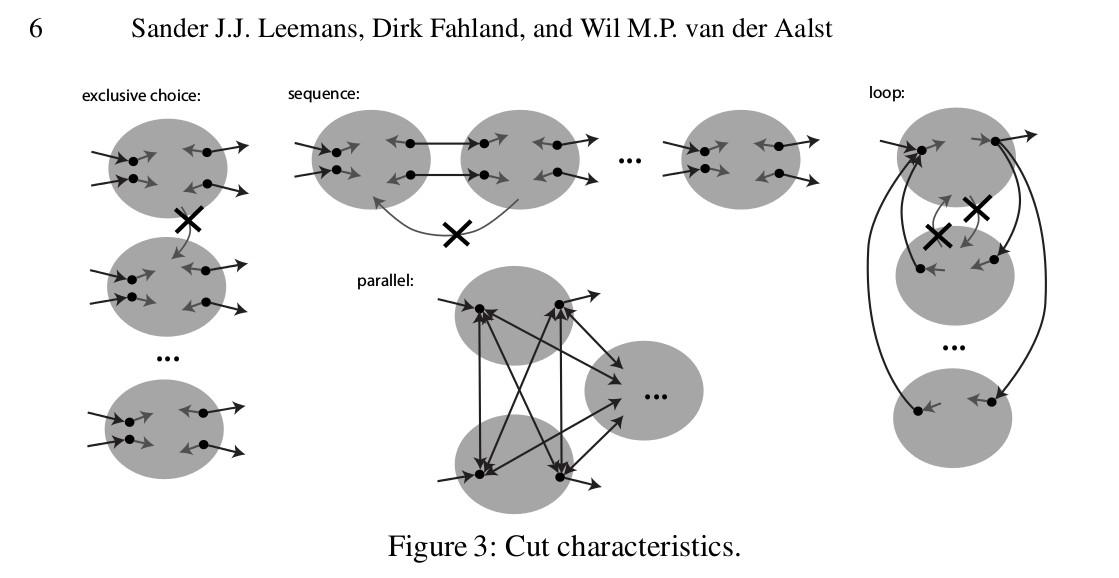 6 Sander J.J. Leemans, Dirk Fahland, and Wil M.P. van der Aalst
exclusive choice:
sequence:
loop:
parallel:
...
...
...
...
Figure 3: Cut characteristics.